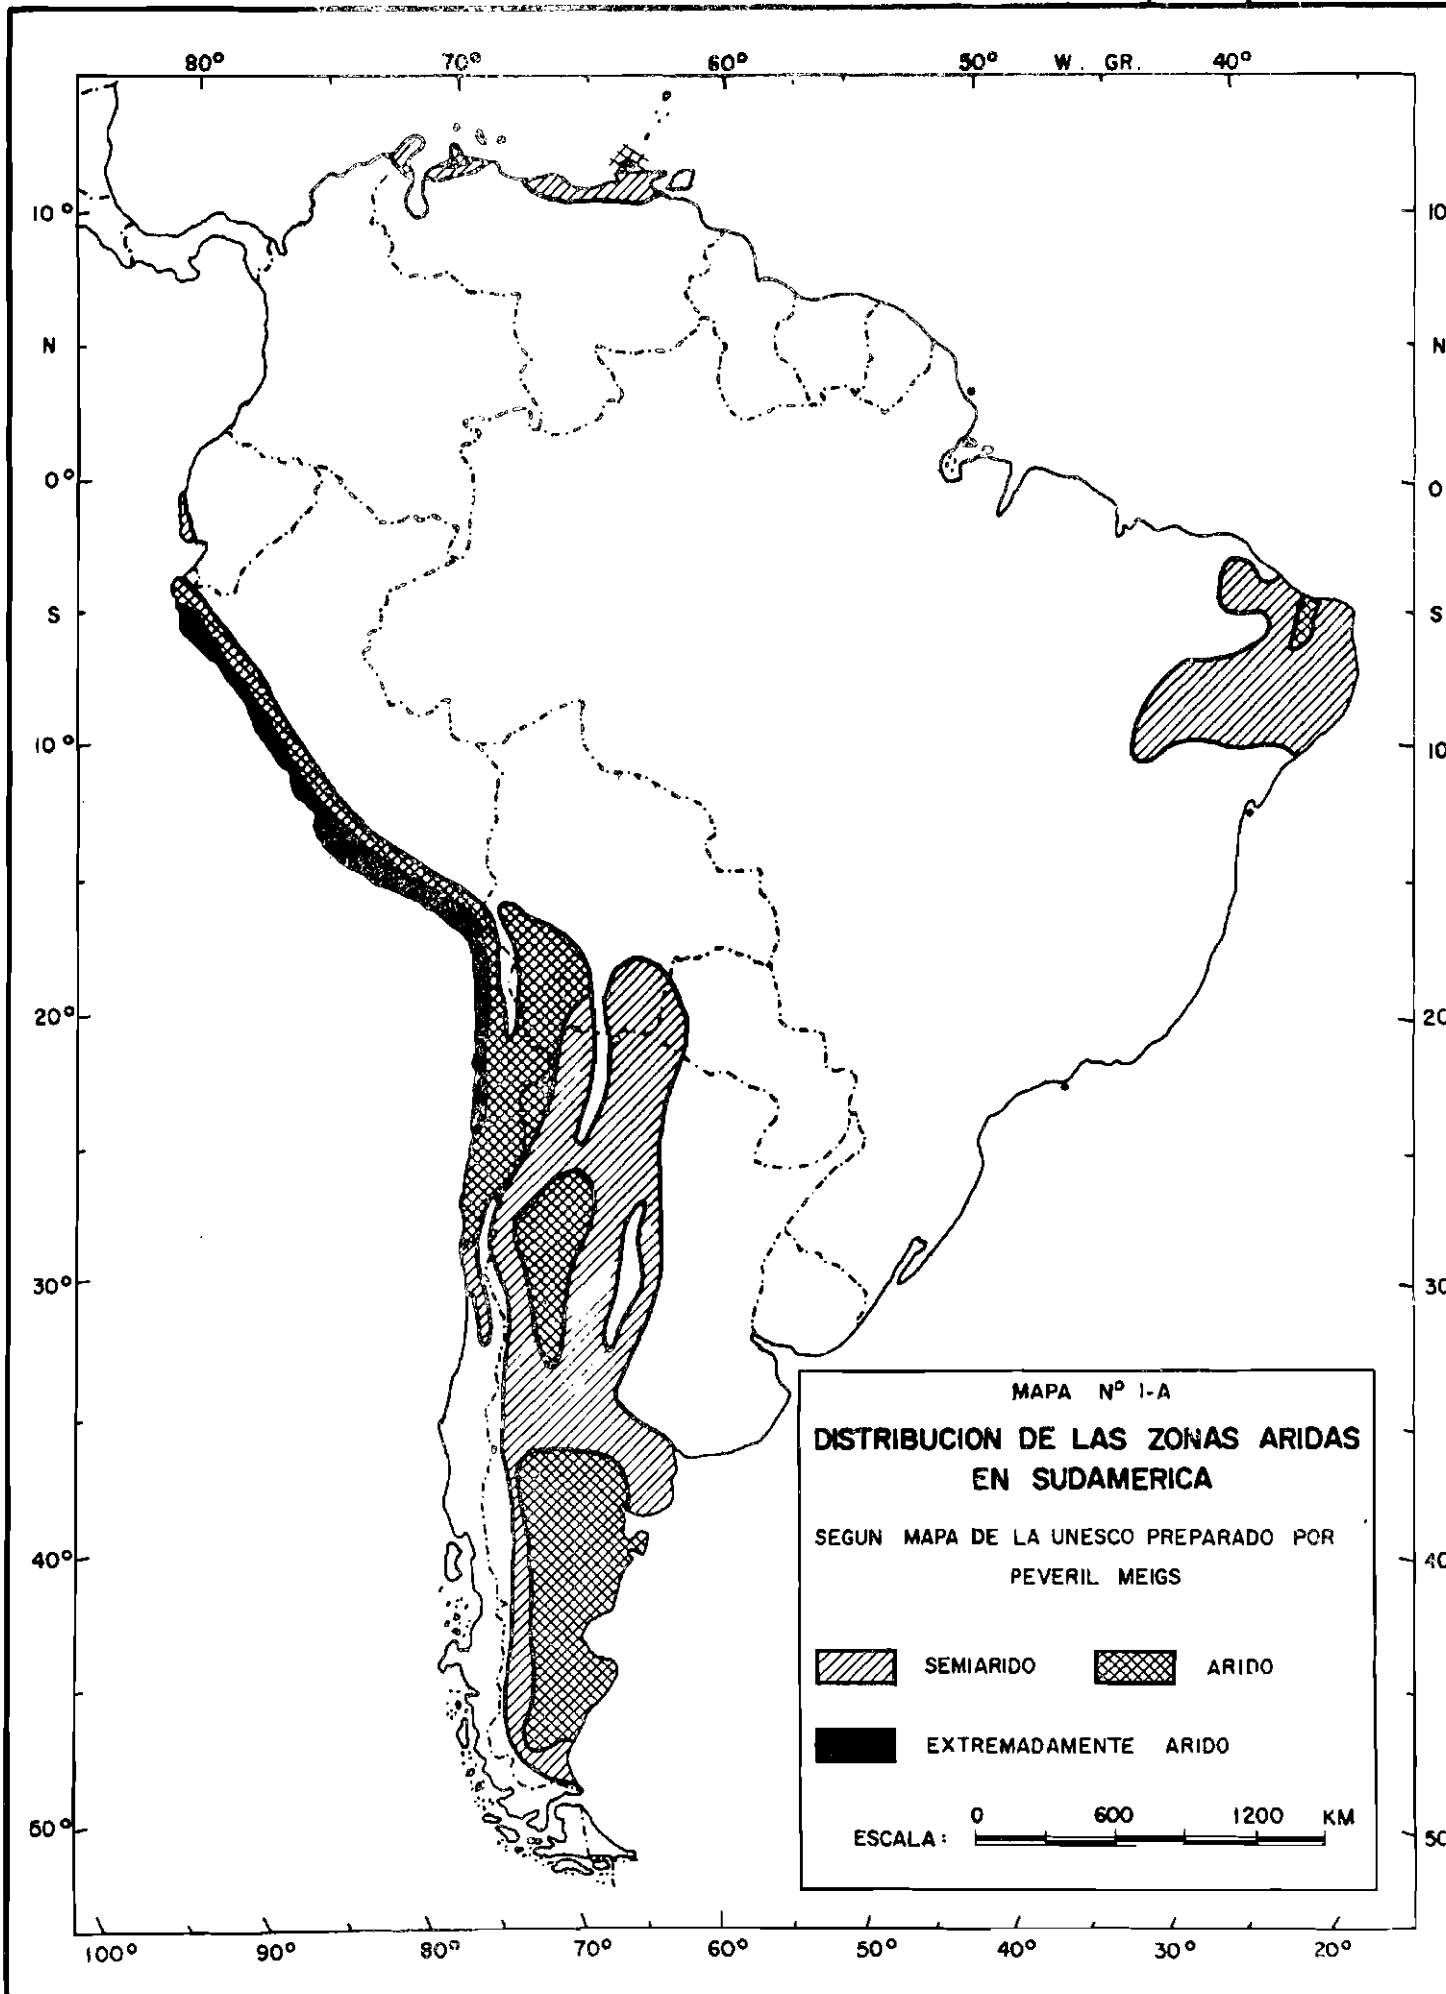 80° 70° 60° 50° W. GR. 40°
10° 10
N N
0° 0
S S
10° 10
20° 20
30° 30
40° 40
50° 50
MAPA Nº 1-A
DISTRIBUCION DE LAS ZONAS ARIDAS
EN SUDAMERICA
SEGUN MAPA DE LA UNESCO PREPARADO POR
PEVERIL MEIGS
SEMIARIDO ARIDO
EXTREMADAMENTE ARIDO
0 600 1200 KM
ESCALA:
100° 90° 80° 70° 60° 50° 40° 30° 20°